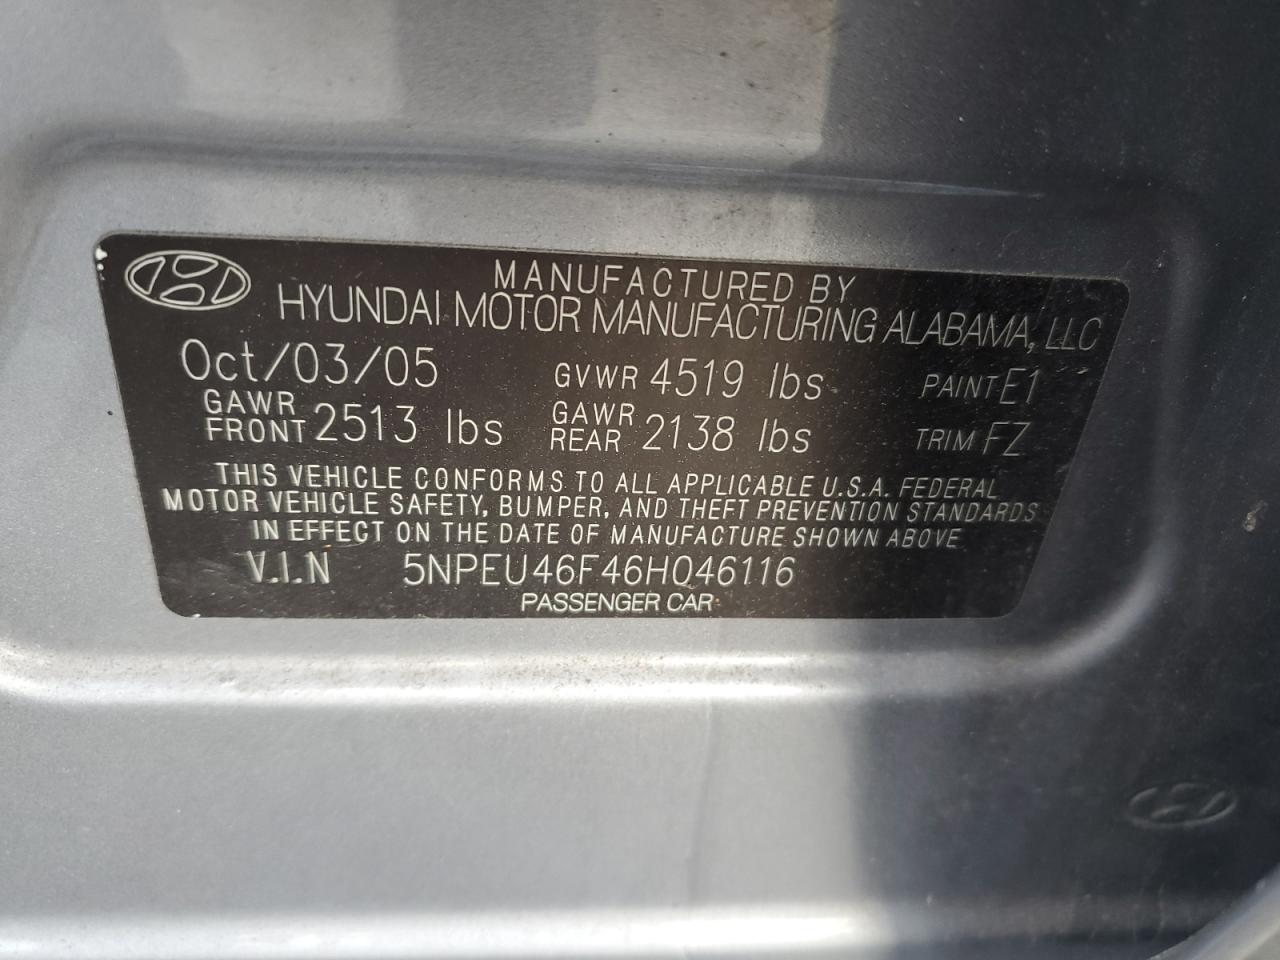 MANUFACTURED BY
HYUNDAI MOTOR MANUFACTURING ALABAMA, LLC
Oct/03/05 GVWR 4519 lbs PAINT E1
GAWR FRONT 2513 lbs GAWR REAR 2138 lbs TRIM FZ
THIS VEHICLE CONFORMS TO ALL APPLICABLE U.S.A. FEDERAL
MOTOR VEHICLE SAFETY, BUMPER, AND THEFT PREVENTION STANDARDS
IN EFFECT ON THE DATE OF MANUFACTURE SHOWN ABOVE
V.I.N 5NPEU46F46H046116
PASSENGER CAR